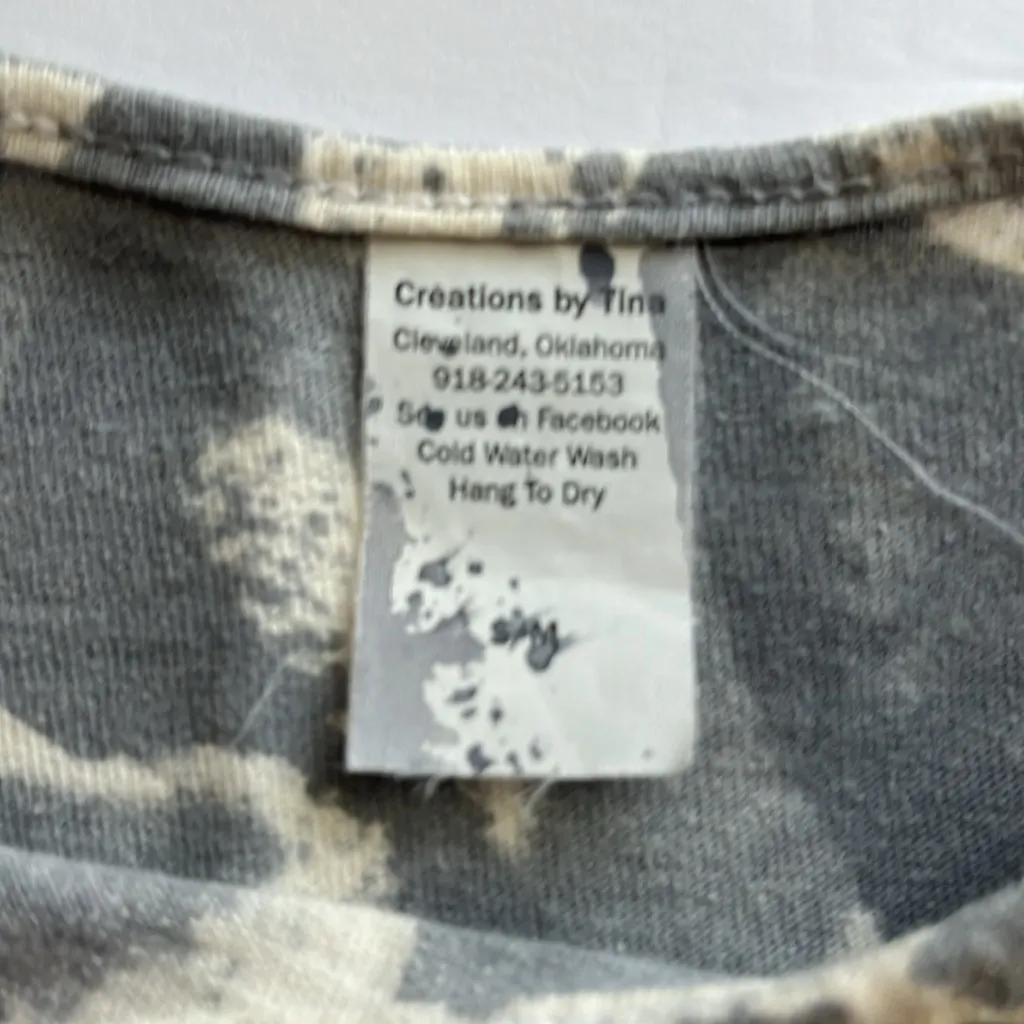 Creations by Tina
Cleveland, Oklahoma
918-243-5153
See us on Facebook
Cold Water Wash
Hang To Dry